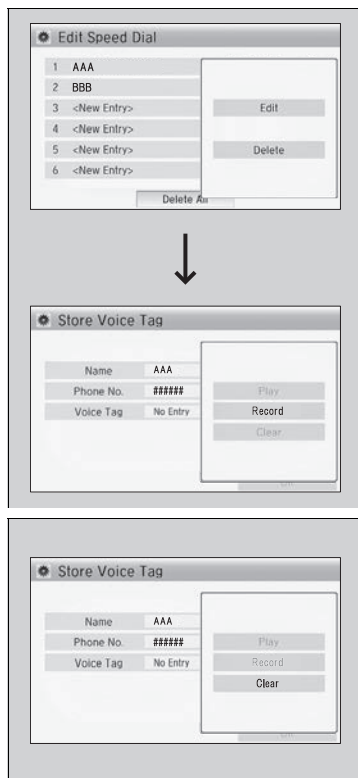 Edit Speed Dial
1 AAA
2 BBB
3 <New Entry>
4 <New Entry>
5 <New Entry>
6 <New Entry>
Edit
Delete
Delete All
Store Voice Tag
Name AAA
Phone No. ######
Voice Tag No Entry
Play
Record
Clear
Store Voice Tag
Name AAA
Phone No. ######
Voice Tag No Entry
Play
Record
Clear